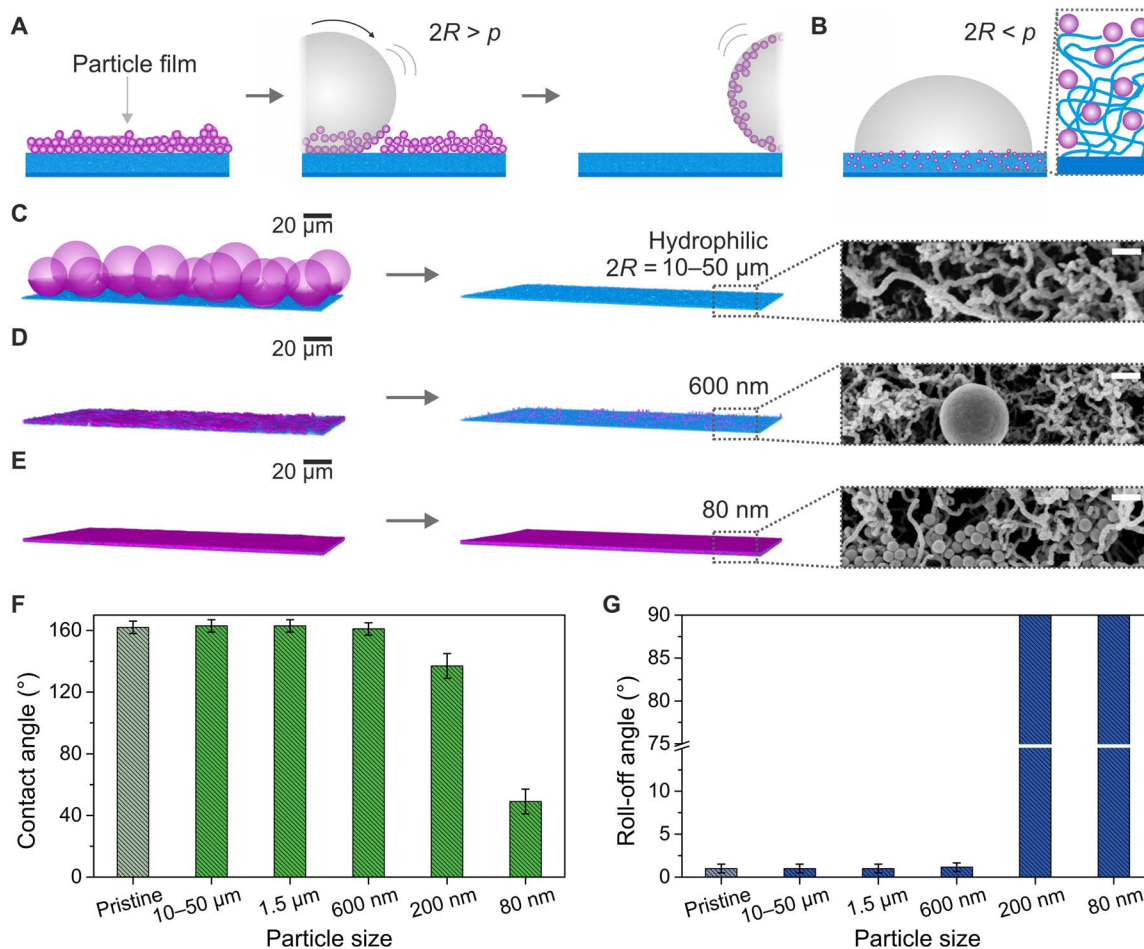 A
Particle film
2R > p
B
2R < p
C
20 µm
Hydrophilic
2R = 10–50 µm
D
20 µm
600 nm
E
20 µm
80 nm
F
Contact angle (°)
160
120
80
40
0
Pristine
10–50 µm
1.5 µm
600 nm
200 nm
80 nm
Particle size
G
Roll-off angle (°)
90
85
80
75
10
5
2
0
Pristine
10–50 µm
1.5 µm
600 nm
200 nm
80 nm
Particle size